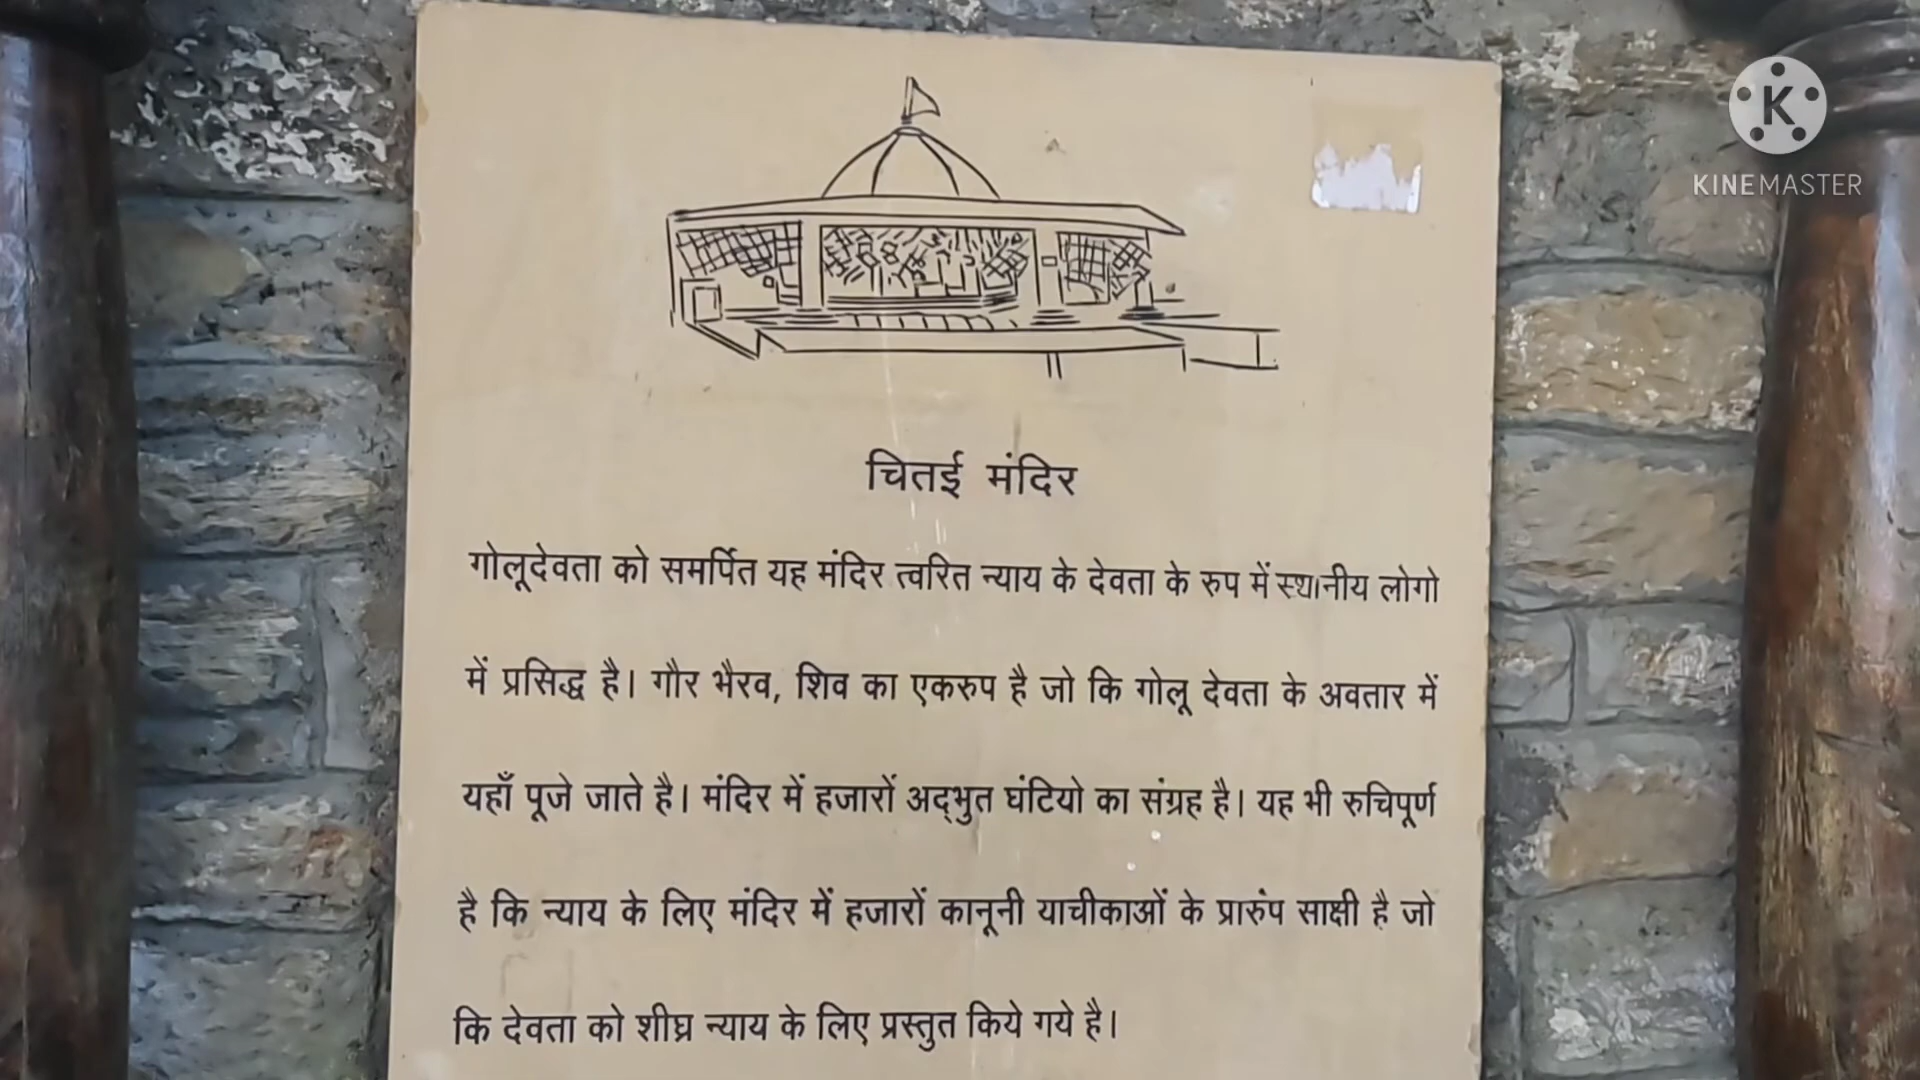 चितई मंदिर
गोलूदेवता को समर्पित यह मंदिर त्वरित न्याय के देवता के रुप में स्थानीय लोगो
में प्रसिद्ध है। गौर भैरव, शिव का एकरुप है जो कि गोलू देवता के अवतार में
यहाँ पूजे जाते है। मंदिर में हजारों अद्‌भुत घंटियो का संग्रह है। यह भी रुचिपूर्ण
है कि न्याय के लिए मंदिर में हजारों कानूनी याचीकाओं के प्रारुंप साक्षी है जो
कि देवता को शीघ्र न्याय के लिए प्रस्तुत किये गये है।
K
KINEMASTER